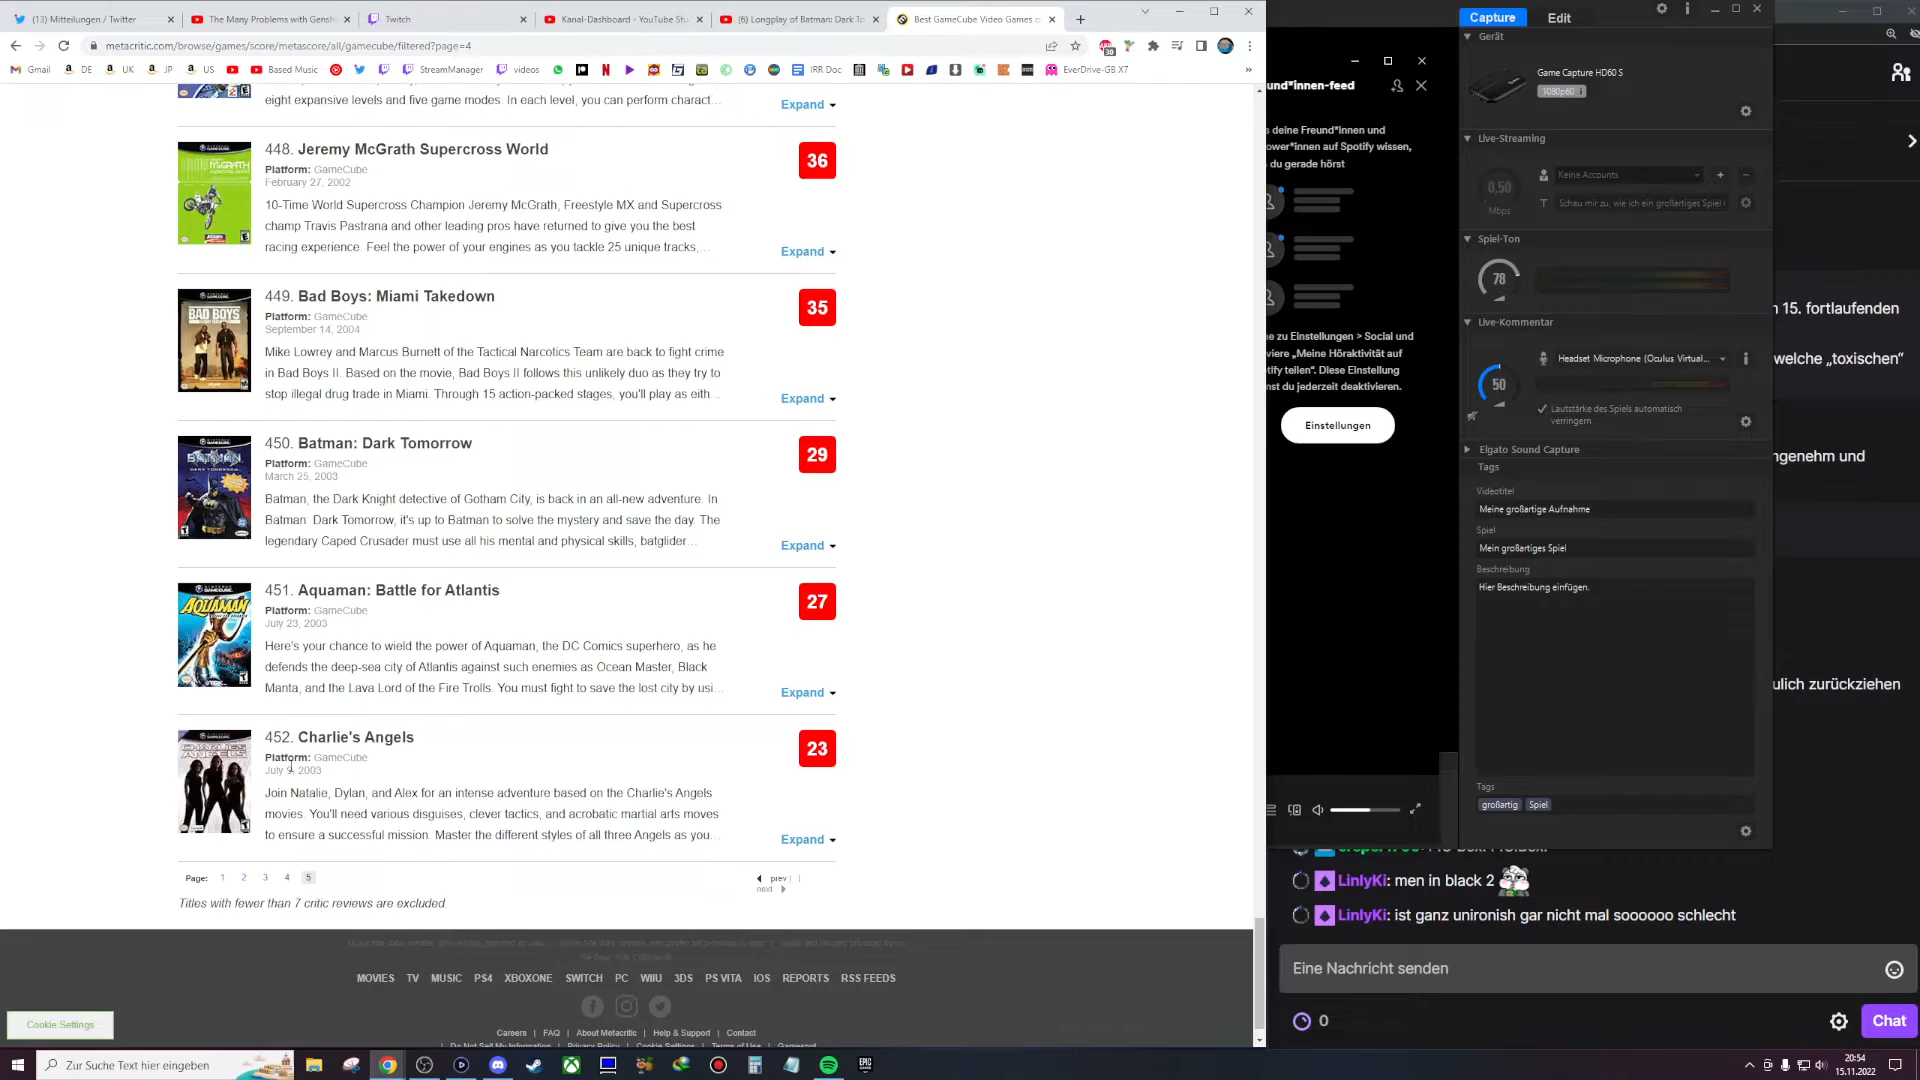 (13) Mitteilungen / Twitter
The Many Problems with Gensh
Twitch
Kanal-Dashboard - YouTube Stu
(6) Longplay of Batman: Dark To
Best GameCube Video Games o
metacritic.com/browse/games/score/metascore/all/gamecube/filtered?page=4
Gmail
DE
UK
JP
US
Based Music
StreamManager
videos
IRR Doc
EverDrive-GB X7
eight expansive levels and five game modes. In each level, you can perform charact...
Expand
448. Jeremy McGrath Supercross World
36
Platform: GameCube
February 27, 2002
10-Time World Supercross Champion Jeremy McGrath, Freestyle MX and Supercross
champ Travis Pastrana and other leading pros have returned to give you the best
racing experience. Feel the power of your engines as you tackle 25 unique tracks,...
Expand
449. Bad Boys: Miami Takedown
35
Platform: GameCube
September 14, 2004
Mike Lowrey and Marcus Burnett of the Tactical Narcotics Team are back to fight crime
in Bad Boys II. Based on the movie, Bad Boys II follows this unlikely duo as they try to
stop illegal drug trade in Miami. Through 15 action-packed stages, you'll play as eith...
Expand
450. Batman: Dark Tomorrow
29
Platform: GameCube
March 25, 2003
Batman, the Dark Knight detective of Gotham City, is back in an all-new adventure. In
Batman Dark Tomorrow, it's up to Batman to solve the mystery and save the day. The
legendary Caped Crusader must use all his mental and physical skills, batglider...
Expand
451. Aquaman: Battle for Atlantis
27
Platform: GameCube
July 23, 2003
Here's your chance to wield the power of Aquaman, the DC Comics superhero, as he
defends the deep-sea city of Atlantis against such enemies as Ocean Master, Black
Manta, and the Lava Lord of the Fire Trolls. You must fight to save the lost city by usi...
Expand
452. Charlie's Angels
23
Platform: GameCube
July 9, 2003
Join Natalie, Dylan, and Alex for an intense adventure based on the Charlie's Angels
movies. You'll need various disguises, clever tactics, and acrobatic martial arts moves
to ensure a successful mission. Master the different styles of all three Angels as you...
Expand
Page: 1 2 3 4 5
prev
next
Titles with fewer than 7 critic reviews are excluded.
MOVIES TV MUSIC PS4 XBOXONE SWITCH PC WIIU 3DS PS VITA IOS REPORTS RSS FEEDS
Careers | FAQ | About Metacritic | Help & Support | Contact
Do Not Sell My Information | Privacy Policy | Cookie Settings | Terms of Use | Gamespot
Cookie Settings
und*innen-feed
s deine Freund*innen und
ower*innen auf Spotify wissen,
du gerade hörst
e zu Einstellungen > Social und
viere „Meine Höraktivität auf
tify teilen". Diese Einstellung
nst du jederzeit deaktivieren.
Einstellungen
Capture
Edit
Gerät
Game Capture HD60 S
1080p60
Live-Streaming
0,50
Mbps
Keine Accounts
Schau mir zu, wie ich ein großartiges Spiel
Spiel-Ton
78
Live-Kommentar
Headset Microphone (Oculus Virtual...
50
Lautstärke des Spiels automatisch
verringern
Elgato Sound Capture
Tags
Videotitel
Meine großartige Aufnahme
Spiel
Mein großartiges Spiel
Beschreibung
Hier Beschreibung einfügen.
Tags
großartig
Spiel
n 15. fortlaufenden
welche „toxischen"
ngenehm und
ulich zurückziehen
LinlyKi: men in black 2
LinlyKi: ist ganz unironish gar nicht mal soooooo schlecht
Eine Nachricht senden
0
Chat
Zur Suche Text hier eingeben
20:54
15.11.2022